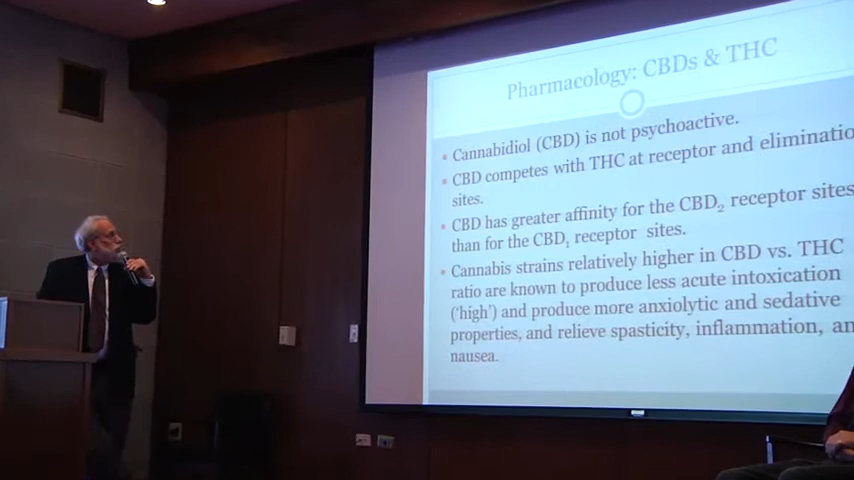 Pharmacology: CBDs & THC
Cannabidiol (CBD) is not psychoactive.
CBD competes with THC at receptor and elimination
sites.
CBD has greater affinity for the CBD₂ receptor sites
than for the CBD₁ receptor sites.
Cannabis strains relatively higher in CBD vs. THC
ratio are known to produce less acute intoxication
('high') and produce more anxiolytic and sedative
properties, and relieve spasticity, inflammation, an
nausea.